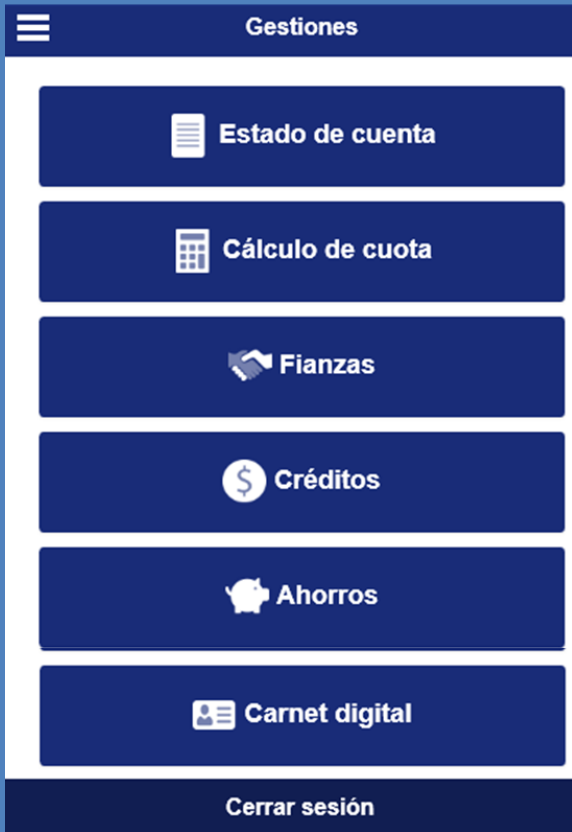 Gestiones
Estado de cuenta
Cálculo de cuota
Fianzas
$ Créditos
Ahorros
Carnet digital
Cerrar sesión